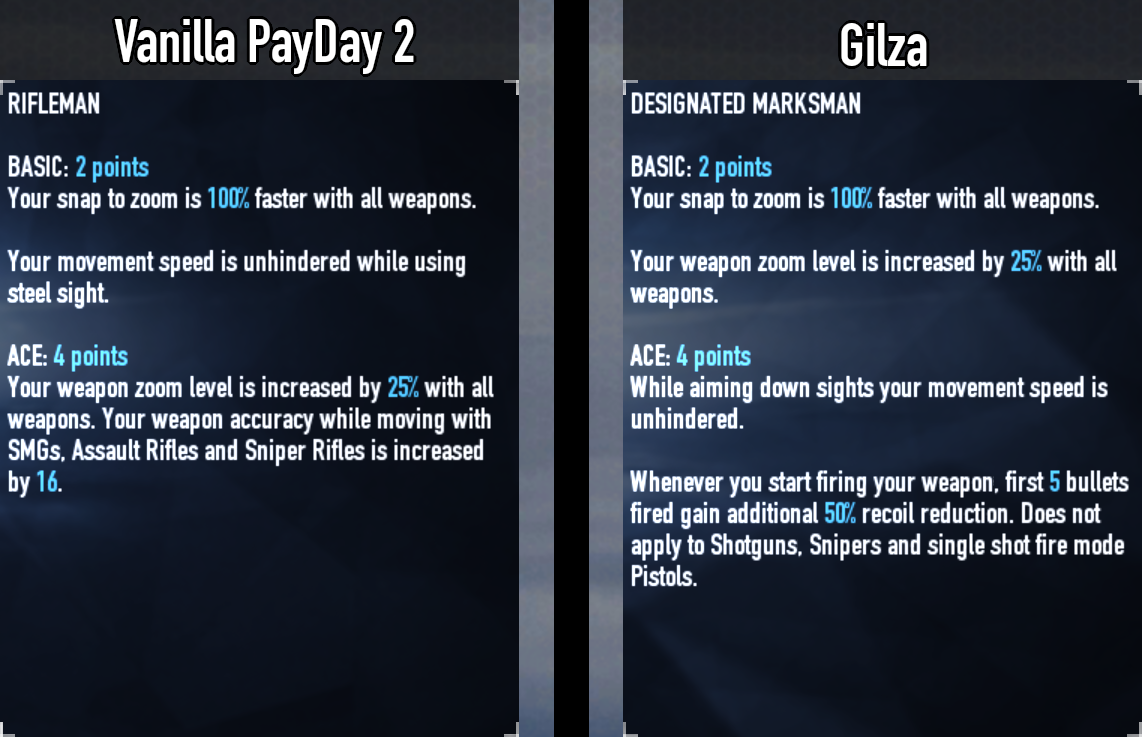 Vanilla PayDay 2
RIFLEMAN
BASIC: 2 points
Your snap to zoom is 100% faster with all weapons.
Your movement speed is unhindered while using
steel sight.
ACE: 4 points
Your weapon zoom level is increased by 25% with all
weapons. Your weapon accuracy while moving with
SMGs, Assault Rifles and Sniper Rifles is increased
by 16.
Gilza
DESIGNATED MARKSMAN
BASIC: 2 points
Your snap to zoom is 100% faster with all weapons.
Your weapon zoom level is increased by 25% with all
weapons.
ACE: 4 points
While aiming down sights your movement speed is
unhindered.
Whenever you start firing your weapon, first 5 bullets
fired gain additional 50% recoil reduction. Does not
apply to Shotguns, Snipers and single shot fire mode
Pistols.